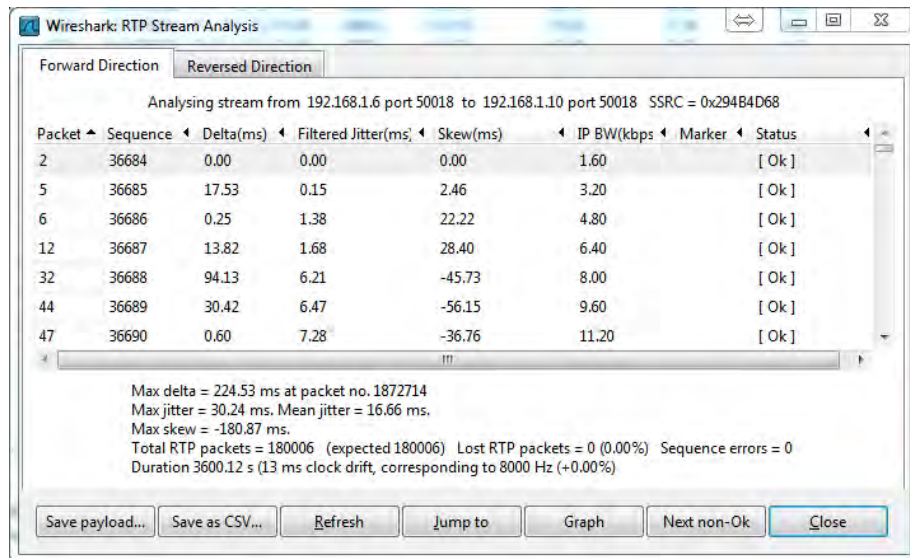 Wireshark: RTP Stream Analysis
Forward Direction Reversed Direction
Analysing stream from 192.168.1.6 port 50018 to 192.168.1.10 port 50018 SSRC = 0x294B4D68
Packet Sequence Delta(ms) Filtered Jitter(ms) Skew(ms) IP BW(kbps Marker Status
2 36684 0.00 0.00 0.00 1.60 [ Ok ]
5 36685 17.53 0.15 2.46 3.20 [ Ok ]
6 36686 0.25 1.38 22.22 4.80 [ Ok ]
12 36687 13.82 1.68 28.40 6.40 [ Ok ]
32 36688 94.13 6.21 -45.73 8.00 [ Ok ]
44 36689 30.42 6.47 -56.15 9.60 [ Ok ]
47 36690 0.60 7.28 -36.76 11.20 [ Ok ]
Max delta = 224.53 ms at packet no. 1872714
Max jitter = 30.24 ms. Mean jitter = 16.66 ms.
Max skew = -180.87 ms.
Total RTP packets = 180006 (expected 180006) Lost RTP packets = 0 (0.00%) Sequence errors = 0
Duration 3600.12 s (13 ms clock drift, corresponding to 8000 Hz (+0.00%)
Save payload... Save as CSV... Refresh Jump to Graph Next non-Ok Close